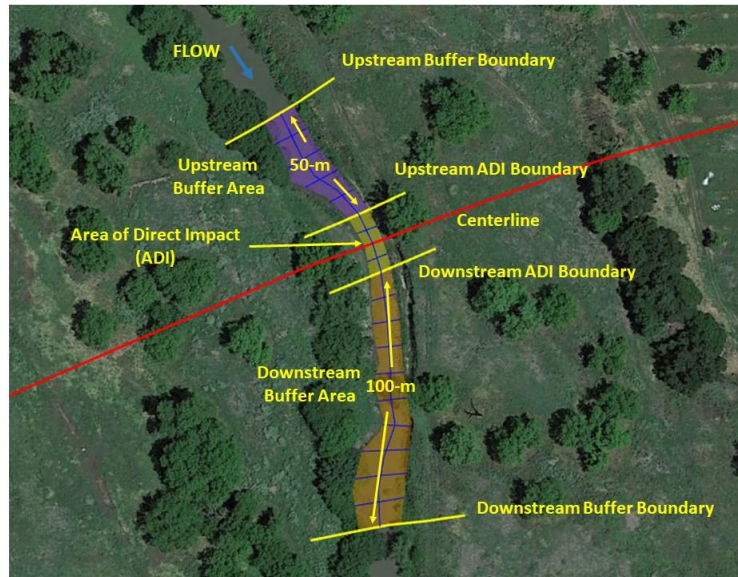 FLOW
Upstream Buffer Boundary
Upstream
Buffer Area
50-m
Upstream ADI Boundary
Centerline
Area of Direct Impact
(ADI)
Downstream ADI Boundary
Downstream
Buffer Area
100-m
Downstream Buffer Boundary